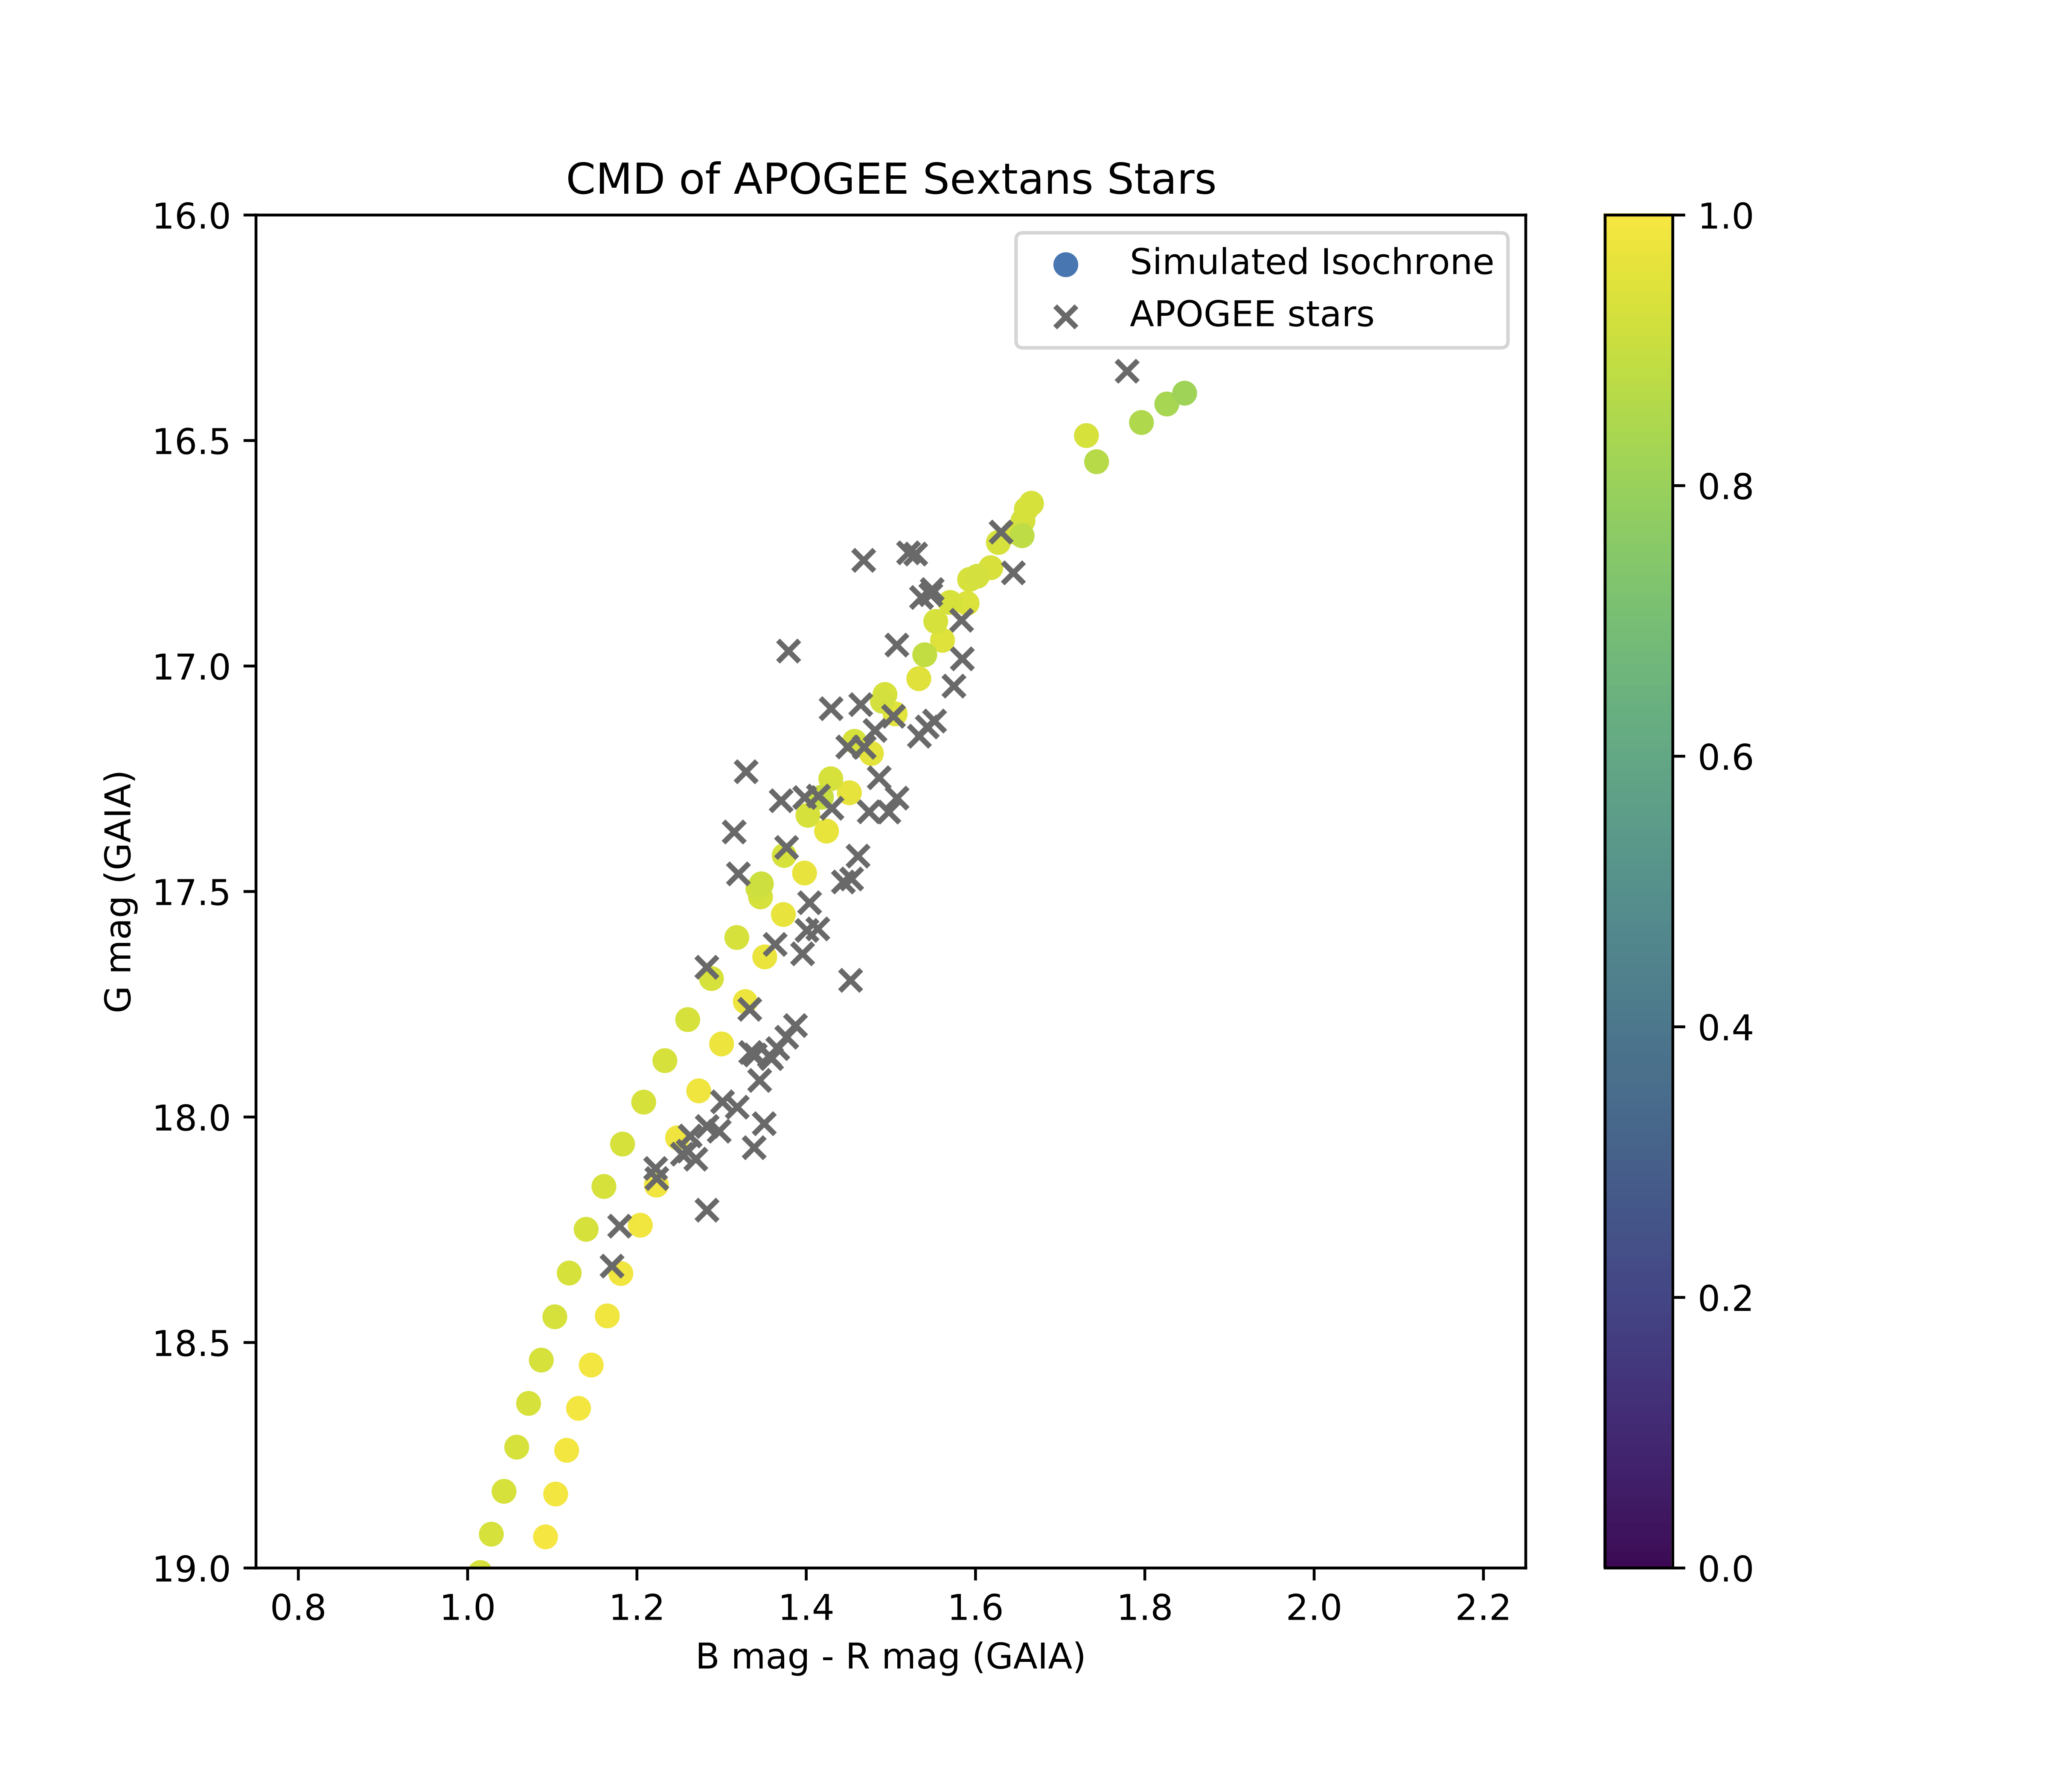 CMD of APOGEE Sextans Stars
Simulated Isochrone
APOGEE stars
16.0
16.5
17.0
17.5
18.0
18.5
19.0
G mag (GAIA)
0.8 1.0 1.2 1.4 1.6 1.8 2.0 2.2
B mag - R mag (GAIA)
1.0
0.8
0.6
0.4
0.2
0.0